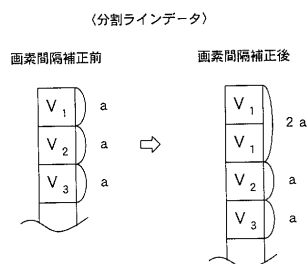 〈分割ラインデータ〉
画素間隔補正前
画素間隔補正後
V₁ a
V₂ a
V₃ a
⇨
V₁
V₁
2a
V₂ a
V₃ a